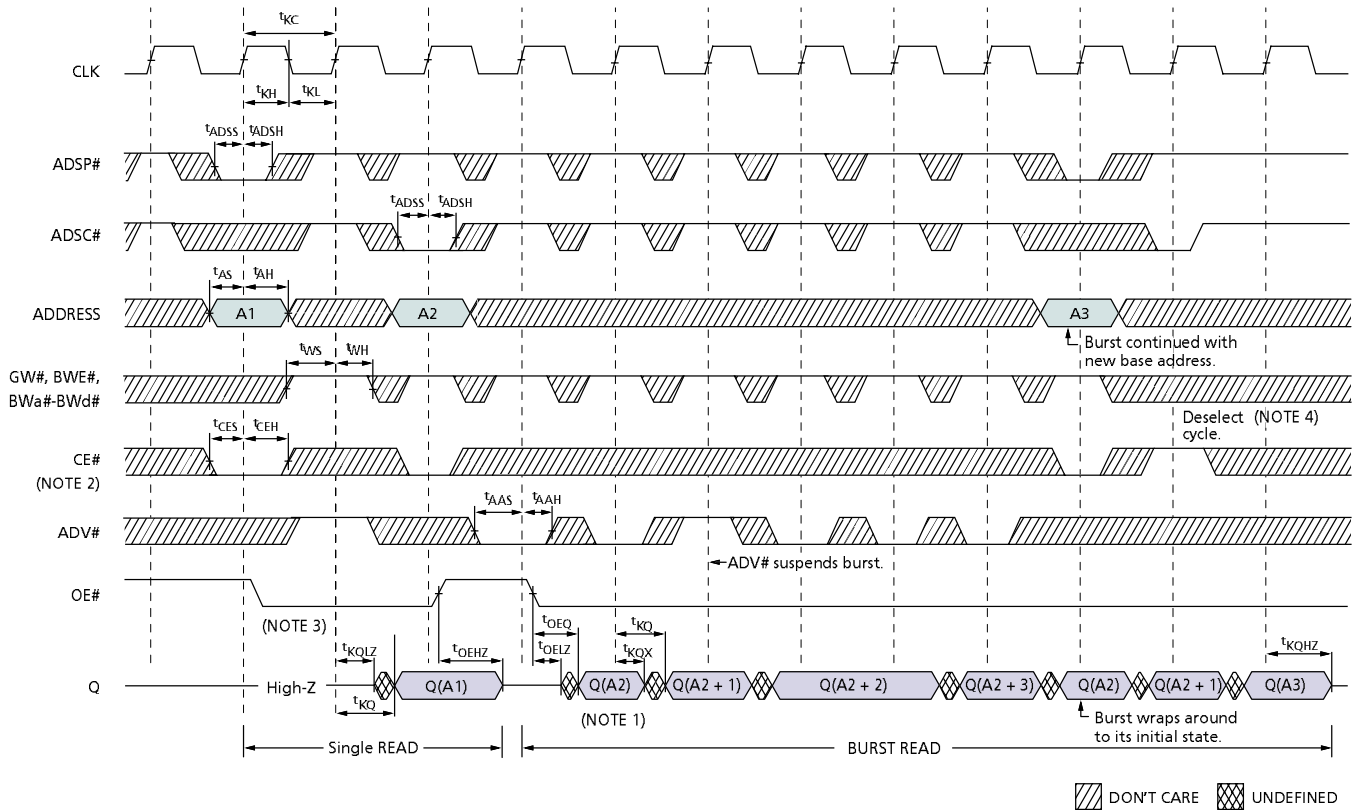 tKC
CLK
tKH tKL
tADSS tADSH
ADSP#
tADSS tADSH
ADSC#
tAS tAH
ADDRESS A1 A2 A3
Burst continued with
new base address.
tWS tWH
GW#, BWE#,
BWa#-BWd#
Deselect (NOTE 4)
cycle.
tCES tCEH
CE#
(NOTE 2)
tAAS tAAH
ADV#
ADV# suspends burst.
OE#
(NOTE 3)
tOEQ tKQ
tKQLZ tOEHZ tOELZ tKQX tKQHZ
Q High-Z Q(A1) Q(A2) Q(A2 + 1) Q(A2 + 2) Q(A2 + 3) Q(A2) Q(A2 + 1) Q(A3)
tKQ
(NOTE 1)
Burst wraps around
to its initial state.
Single READ BURST READ
DON'T CARE UNDEFINED